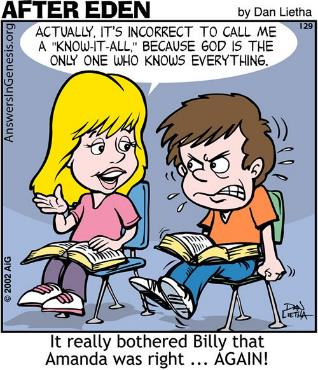 AFTER EDEN
by Dan Lietha
129
ACTUALLY, IT'S INCORRECT TO CALL ME
A "KNOW-IT-ALL," BECAUSE GOD IS THE
ONLY ONE WHO KNOWS EVERYTHING.
AnswersInGenesis.org
© 2002 AiG
DAN
LIETHA
It really bothered Billy that
Amanda was right ... AGAIN!